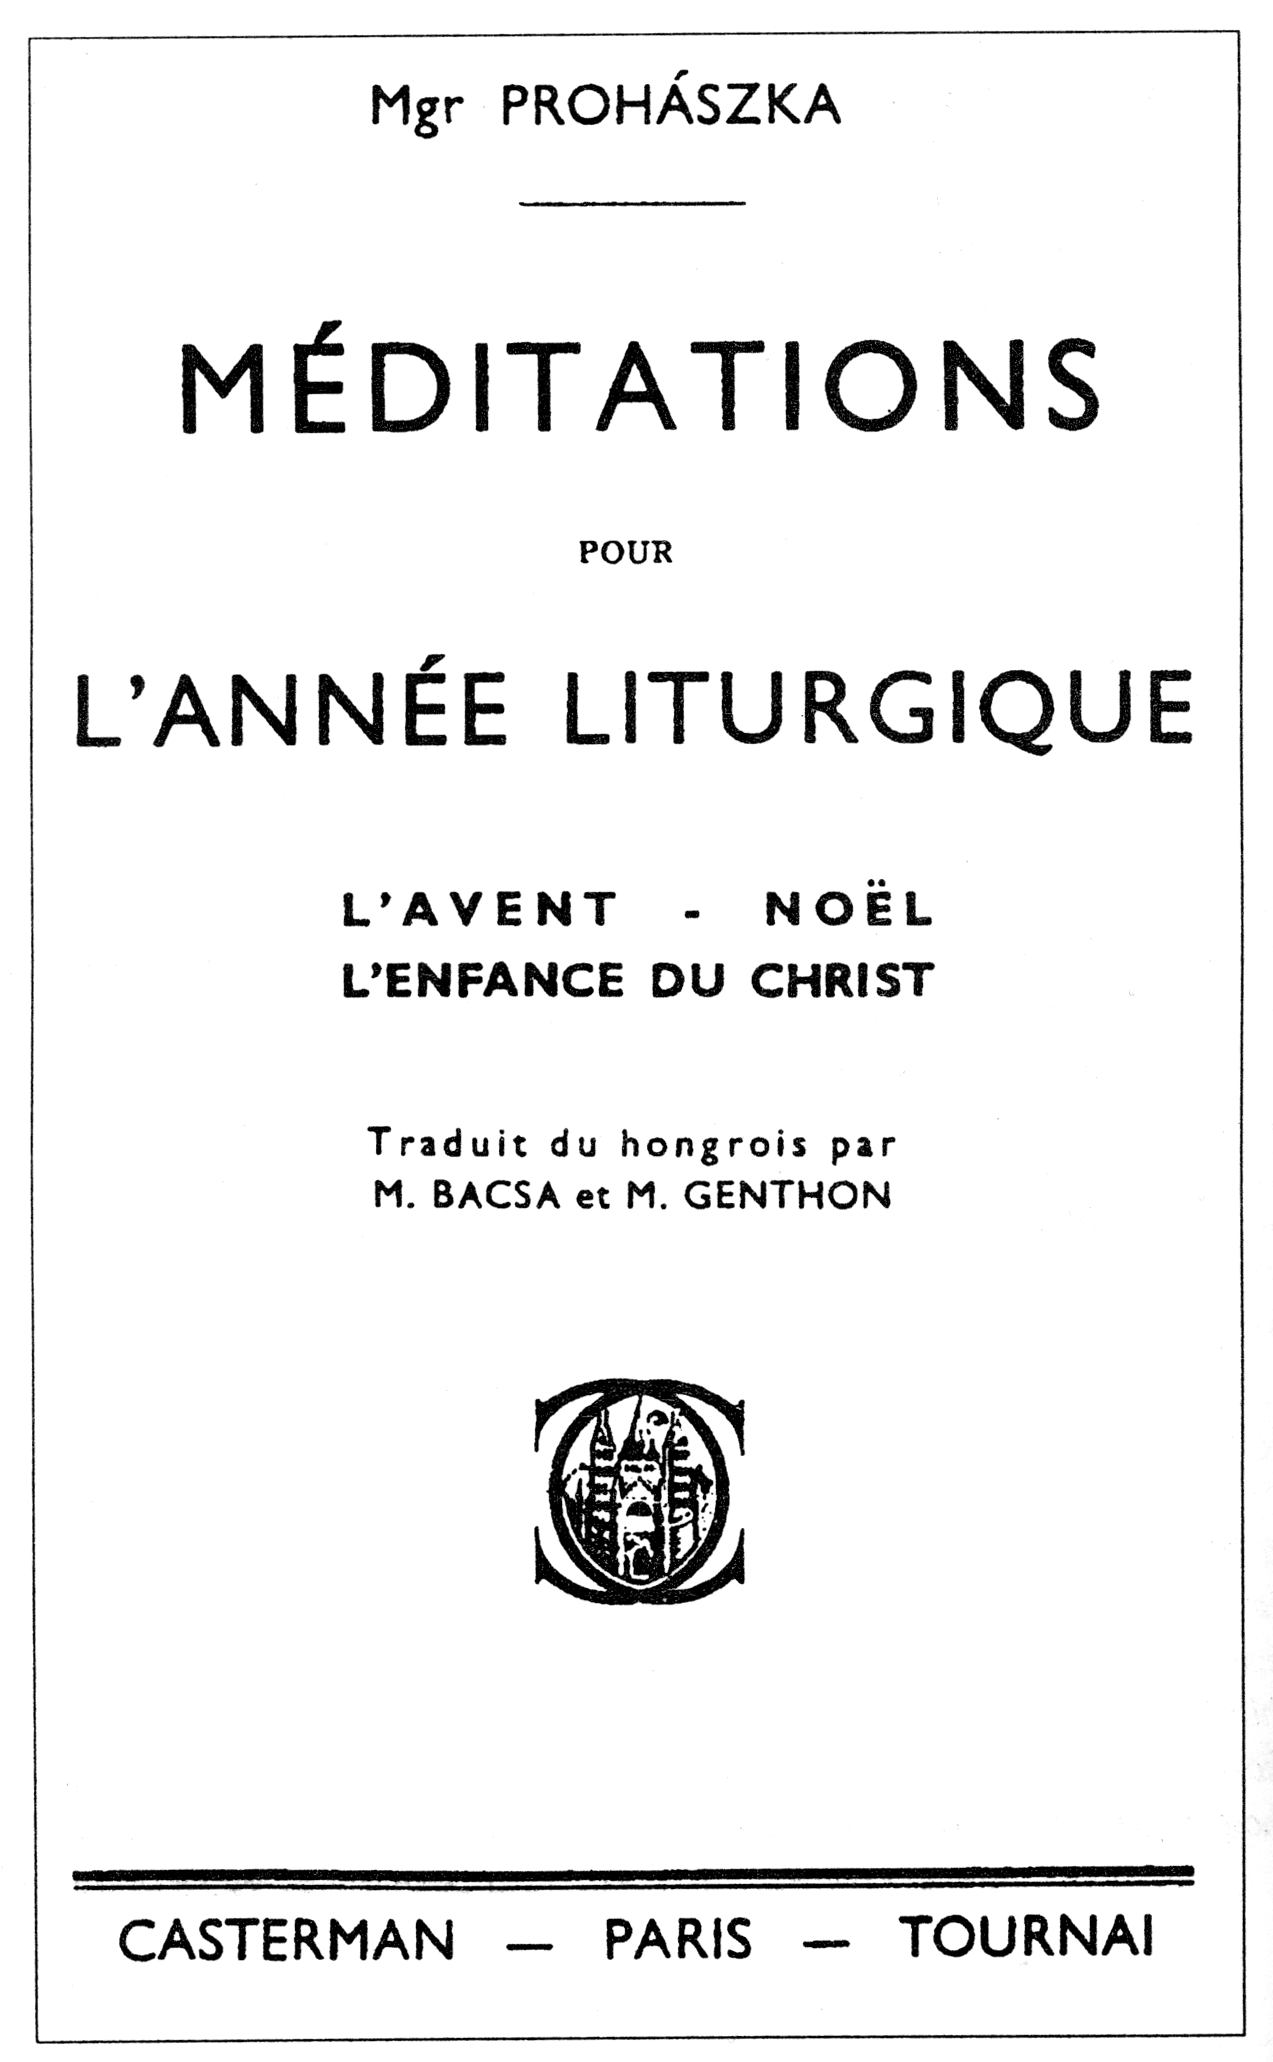 Mgr PROHÁSZKA
MÉDITATIONS
POUR
L'ANNÉE LITURGIQUE
L'AVENT - NOËL
L'ENFANCE DU CHRIST
Traduit du hongrois par
M. BACSA et M. GENTHON
CASTERMAN — PARIS — TOURNAI